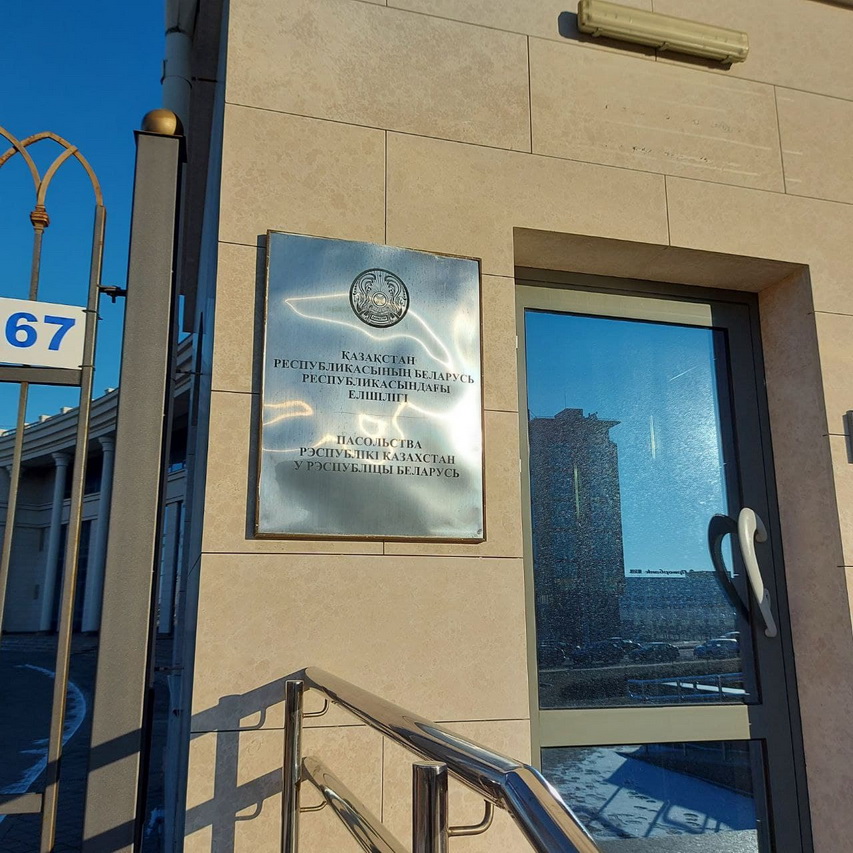 67
ҚАЗАҚСТАН
РЕСПУБЛИКАСЫНЫҢ БЕЛАРУСЬ
РЕСПУБЛИКАСЫНДАҒЫ
ЕЛШІЛІГІ
ПАСОЛЬСТВА
РЭСПУБЛІКІ КАЗАХСТАН
У РЭСПУБЛІЦЫ БЕЛАРУСЬ